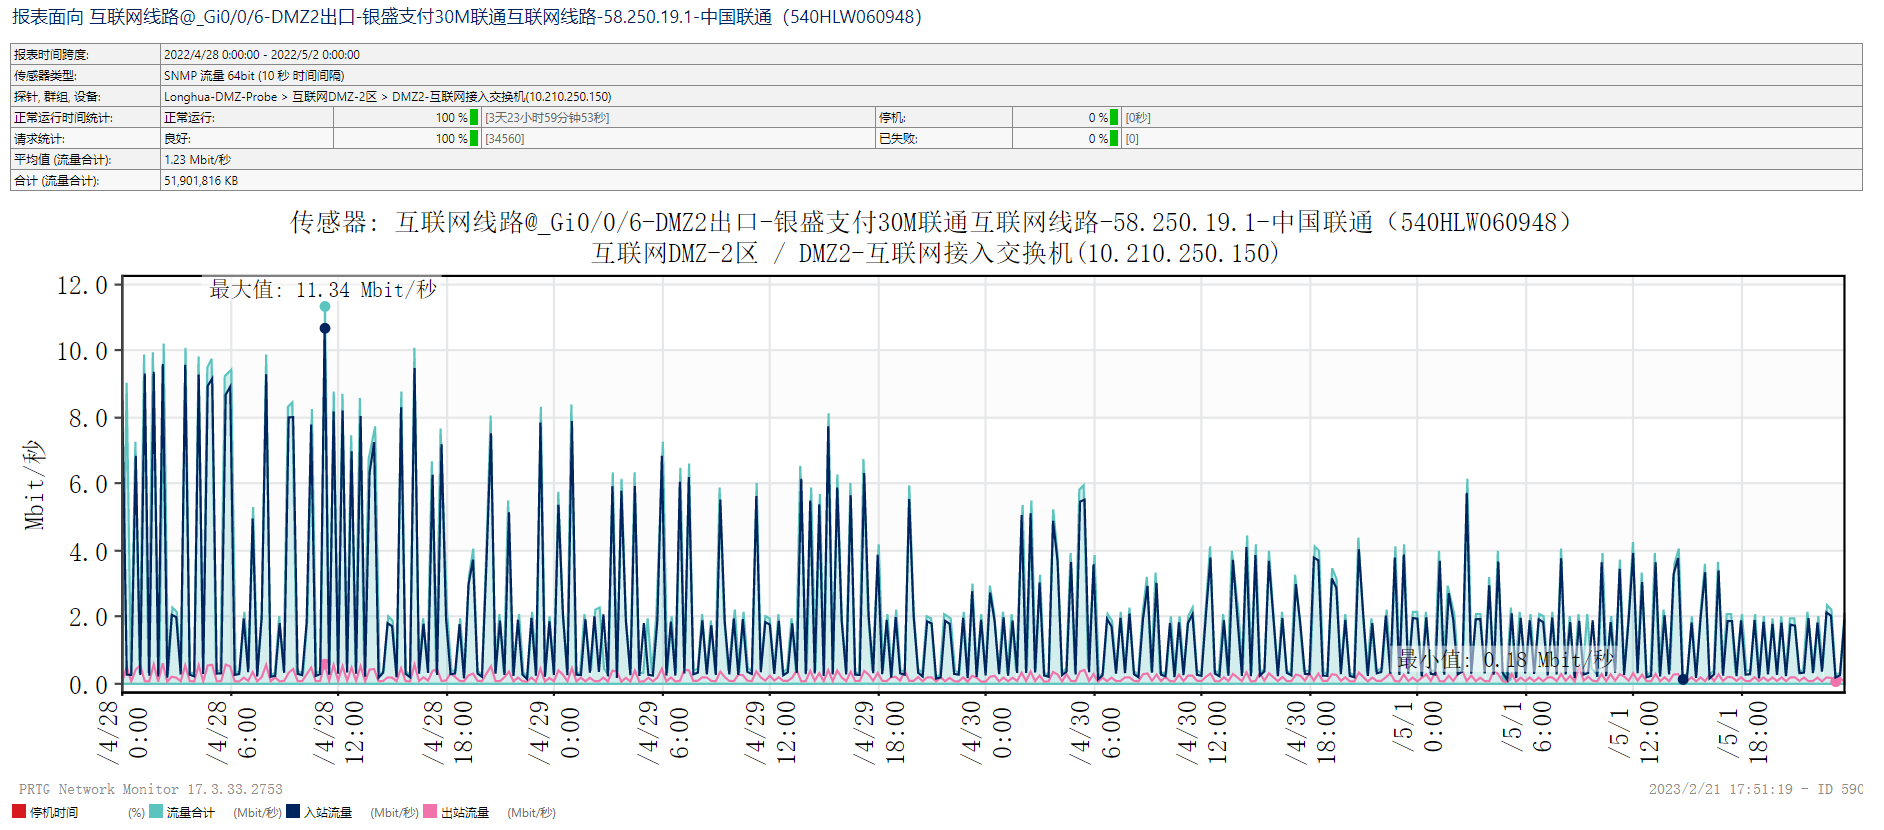 报表面向 互联网线路@_Gi0/0/6-DMZ2出口-银盛支付30M联通互联网线路-58.250.19.1-中国联通（540HLW060948）
报表时间跨度: 2022/4/28 0:00:00 - 2022/5/2 0:00:00
传感器类型: SNMP 流量 64bit (10 秒 时间间隔)
探针, 群组, 设备: Longhua-DMZ-Probe > 互联网DMZ-2区 > DMZ2-互联网接入交换机(10.210.250.150)
正常运行时间统计: 正常运行: 100 % [3天23小时59分钟53秒] 停机: 0 % [0秒]
请求统计: 良好: 100 % [34560] 已失败: 0 % [0]
平均值 (流量合计): 1.23 Mbit/秒
合计 (流量合计): 51,901,816 KB
传感器: 互联网线路@_Gi0/0/6-DMZ2出口-银盛支付30M联通互联网线路-58.250.19.1-中国联通（540HLW060948）
互联网DMZ-2区 / DMZ2-互联网接入交换机(10.210.250.150)
最大值: 11.34 Mbit/秒
12.0
10.0
8.0
6.0
4.0
2.0
0.0
Mbit/秒
最小值: 0.18 Mbit/秒
/4/28 0:00
/4/28 6:00
/4/28 12:00
/4/28 18:00
/4/29 0:00
/4/29 6:00
/4/29 12:00
/4/29 18:00
/4/30 0:00
/4/30 6:00
/4/30 12:00
/4/30 18:00
/5/1 0:00
/5/1 6:00
/5/1 12:00
/5/1 18:00
PRTG Network Monitor 17.3.33.2753 2023/2/21 17:51:19 - ID 590
停机时间 (%) 流量合计 (Mbit/秒) 入站流量 (Mbit/秒) 出站流量 (Mbit/秒)